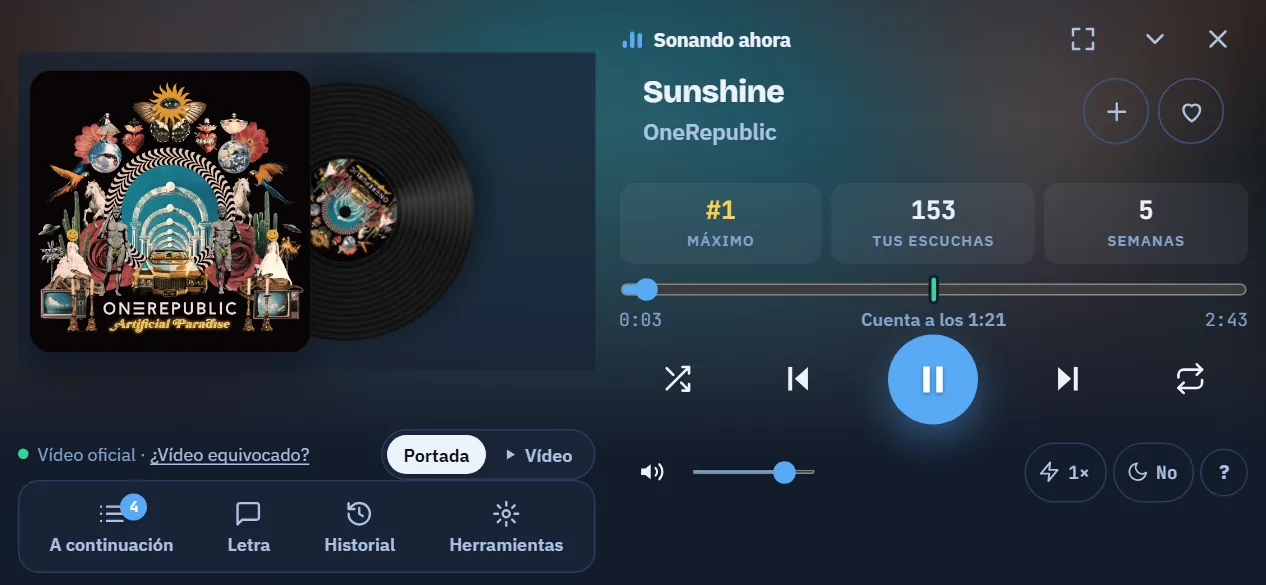 Sonando ahora
Sunshine
OneRepublic
#1
MÁXIMO
153
TUS ESCUCHAS
5
SEMANAS
0:03
Cuenta a los 1:21
2:43
ONEREPUBLIC
Artificial Paradise
Vídeo oficial · ¿Vídeo equivocado?
Portada
Vídeo
4
A continuación
Letra
Historial
Herramientas
1×
No
?